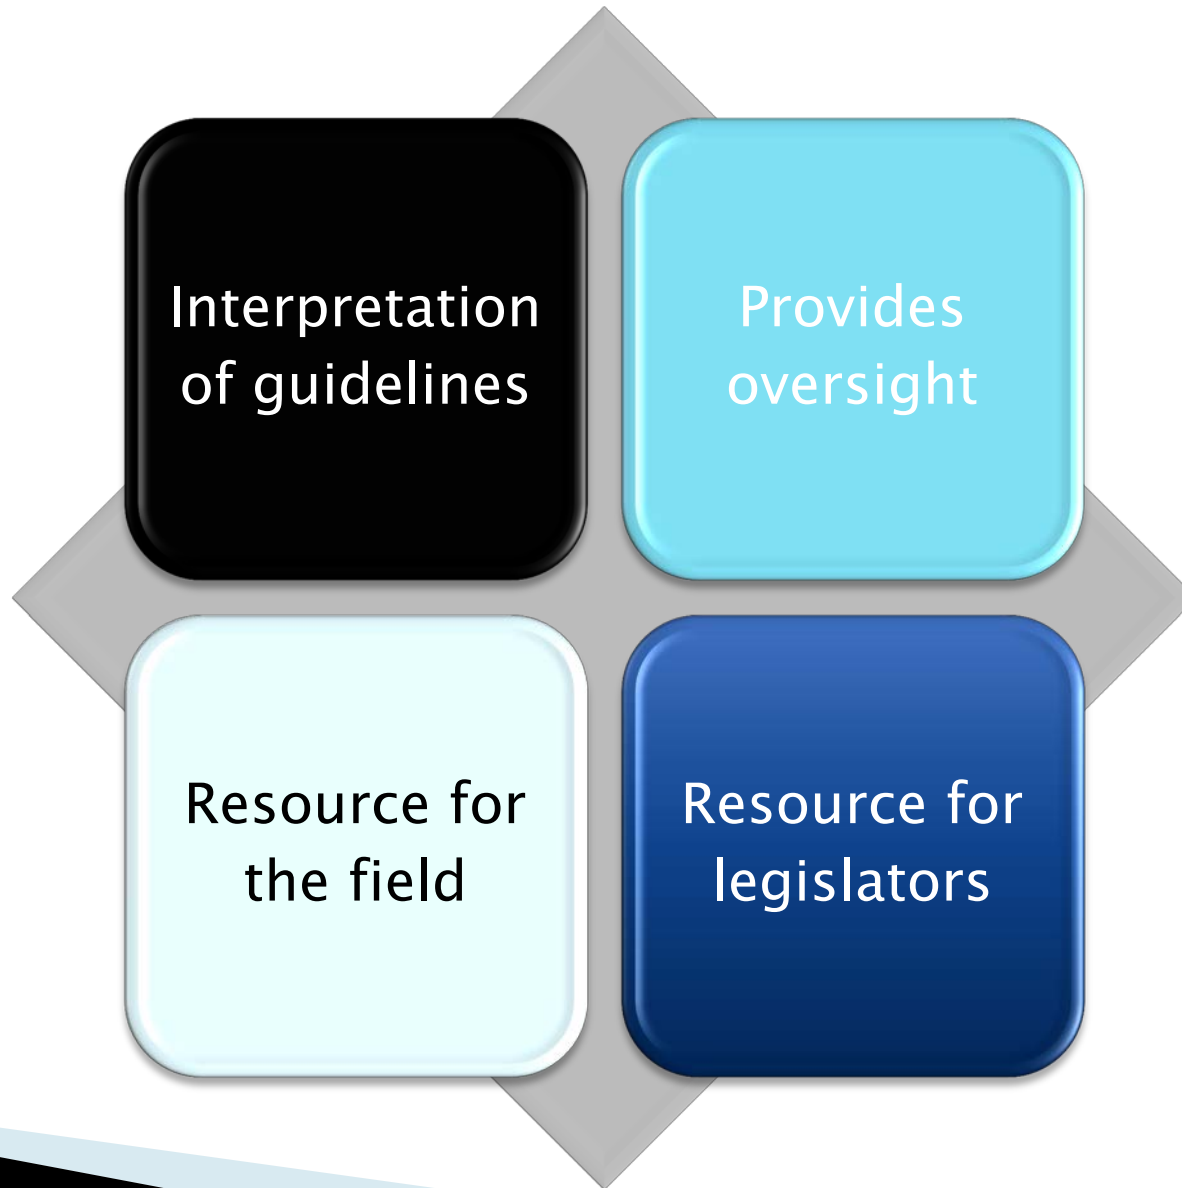 Interpretation
of guidelines
Provides
oversight
Resource for
the field
Resource for
legislators